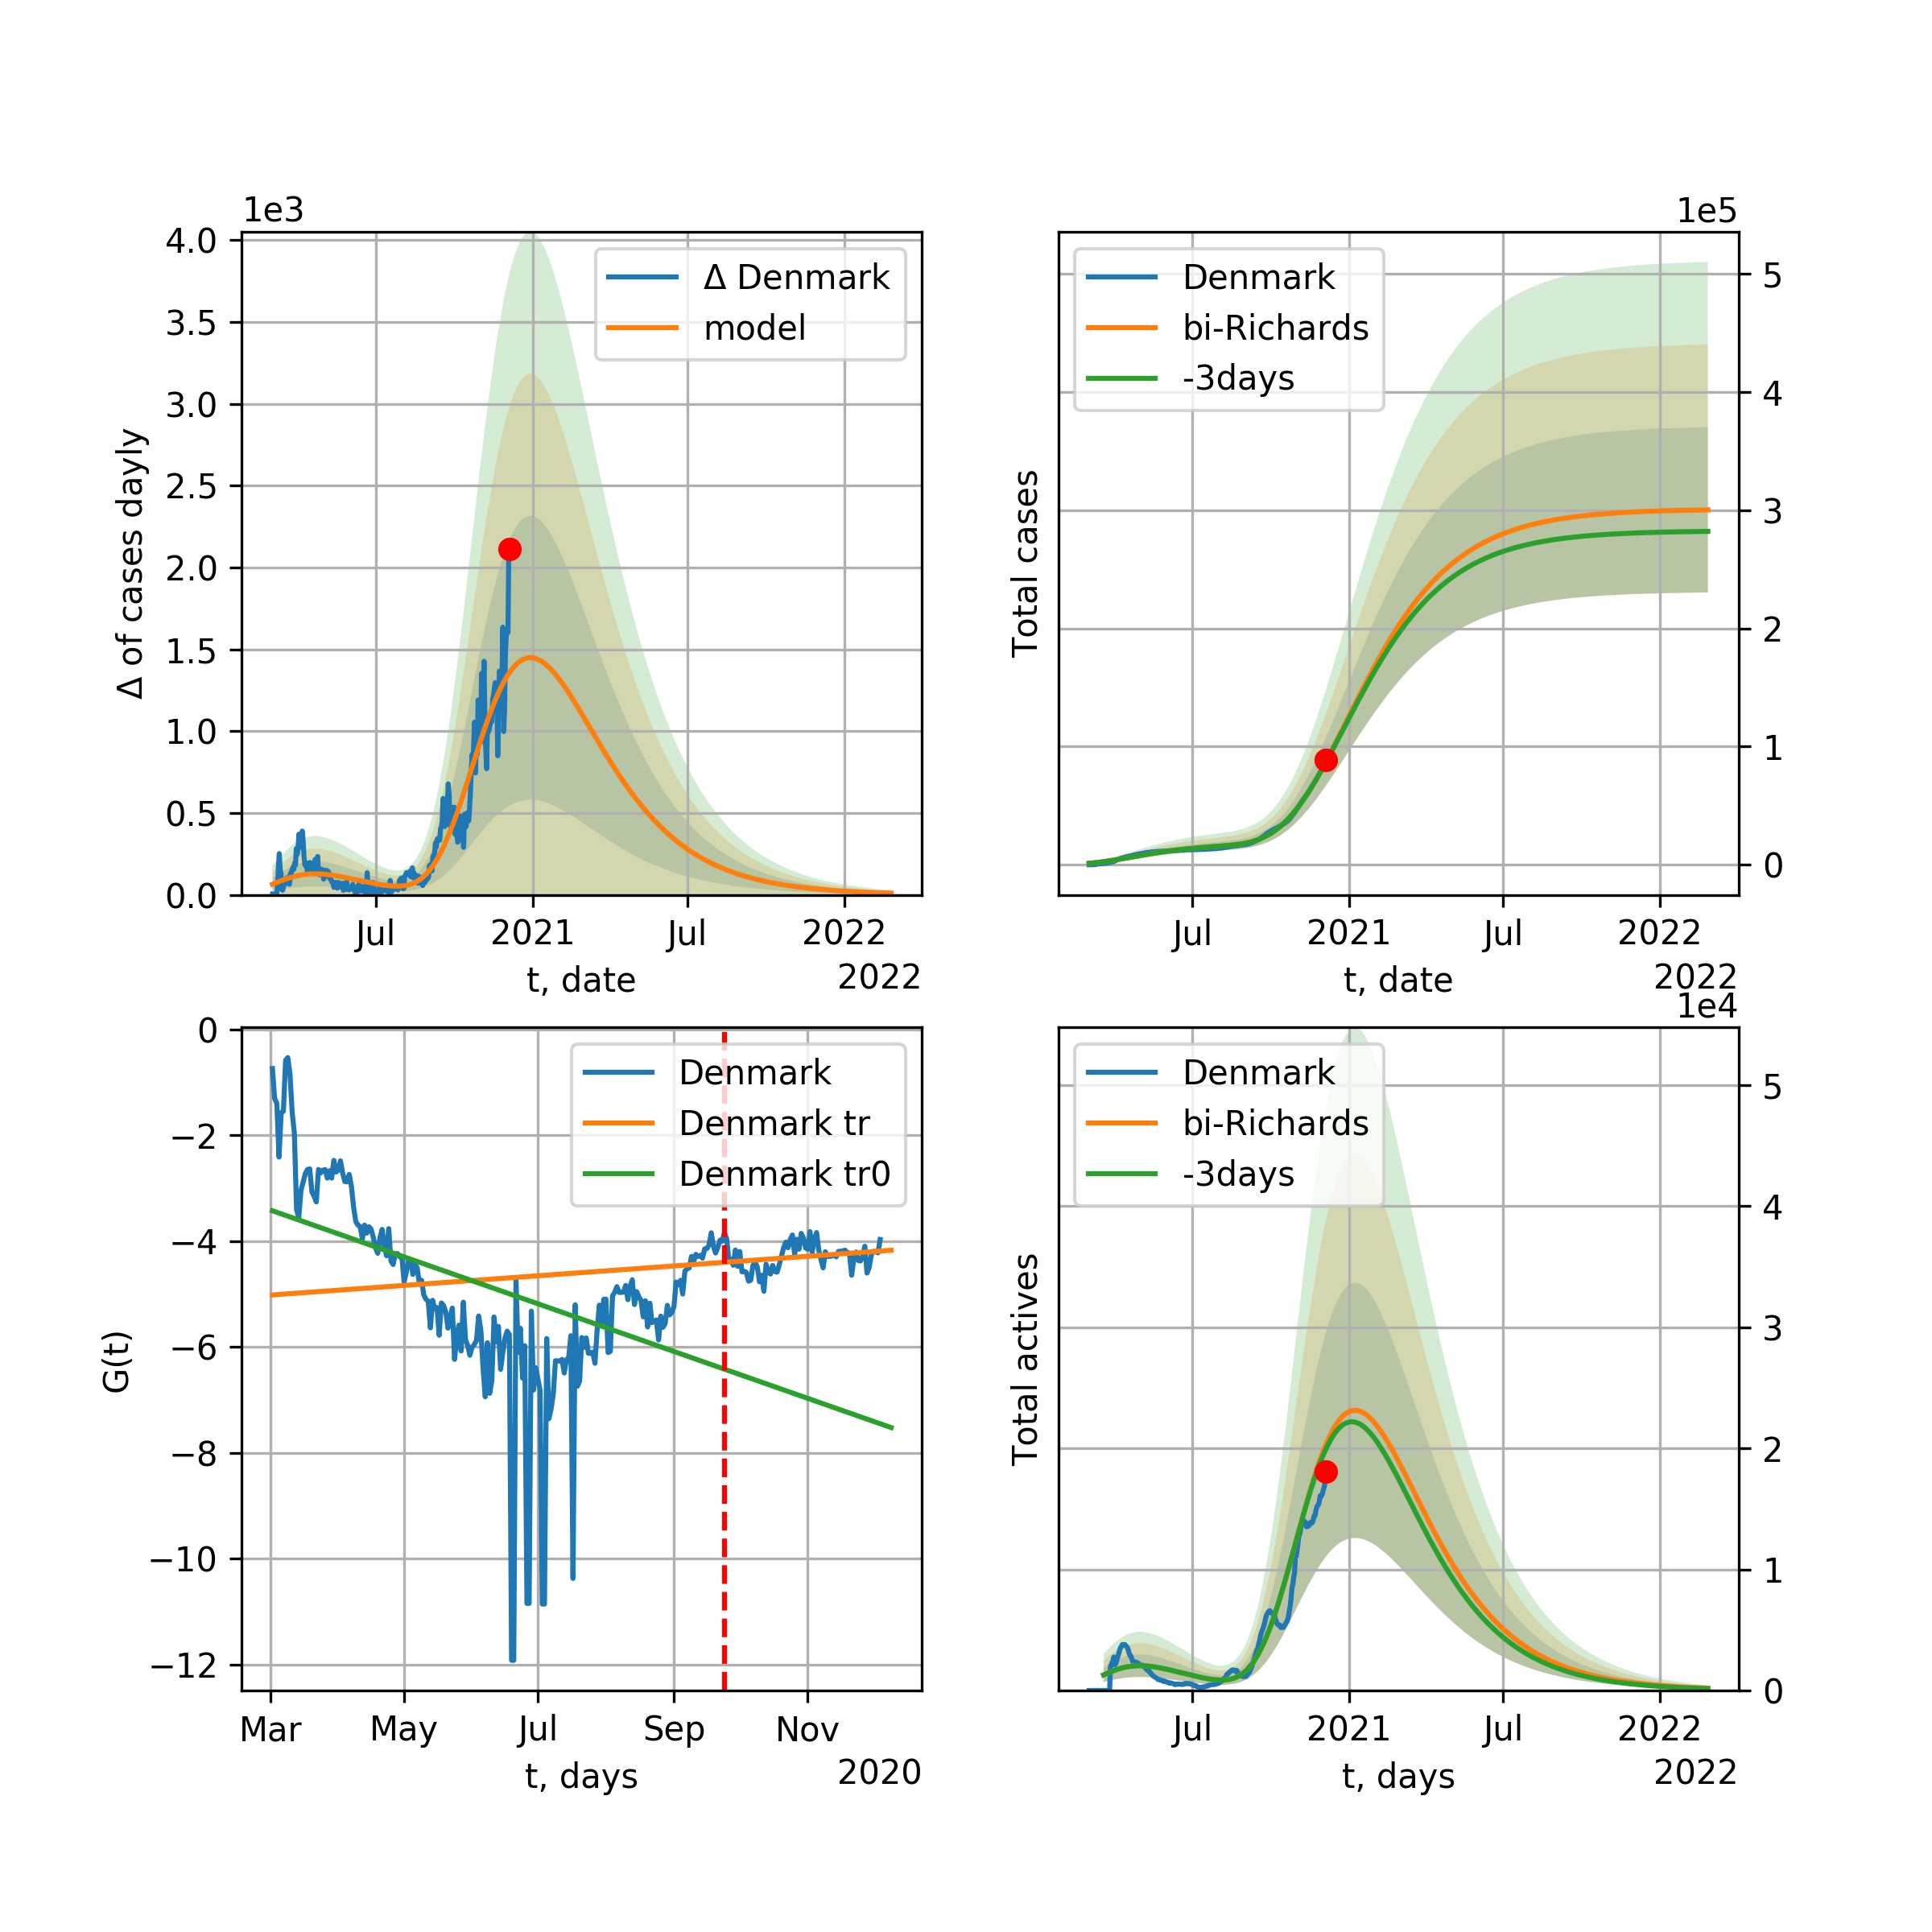 1e3
4.0
3.5
3.0
2.5
2.0
1.5
1.0
0.5
0.0
Δ of cases dayly
Δ Denmark
model
Jul
2021
Jul
2022
t, date
2022
1e5
Denmark
bi-Richards
-3days
Total cases
5
4
3
2
1
0
Jul
2021
Jul
2022
t, date
2022
0
−2
−4
−6
−8
−10
−12
G(t)
Denmark
Denmark tr
Denmark tr0
Mar
May
Jul
Sep
Nov
t, days
2020
1e4
Denmark
bi-Richards
-3days
Total actives
5
4
3
2
1
0
Jul
2021
Jul
2022
t, days
2022